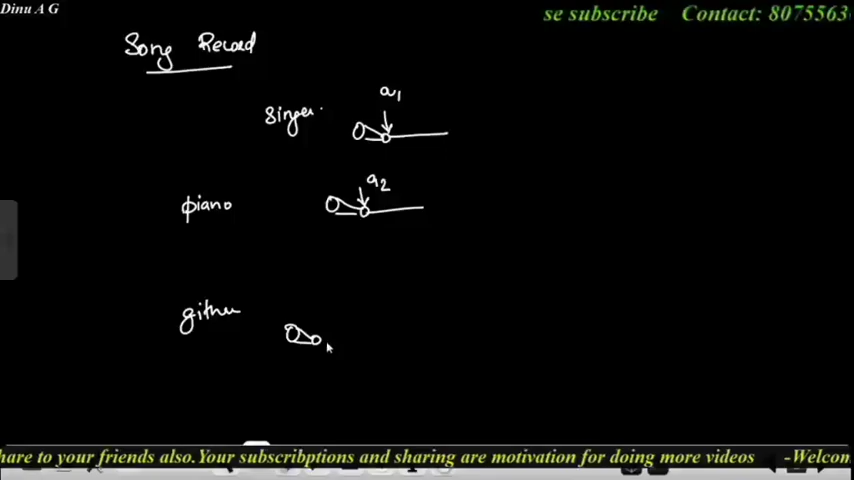 Dinu A G
se subscribe Contact: 8075563
Song Record
Singer
a1
a2
piano
githu
hare to your friends also.Your subscribptions and sharing are motivation for doing more videos -Welcon